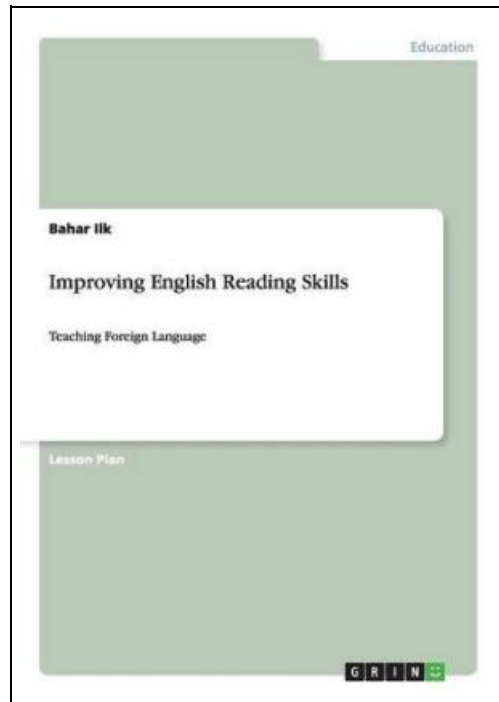 Education
Bahar Ilk
Improving English Reading Skills
Teaching Foreign Language
Lesson Plan
GRIN